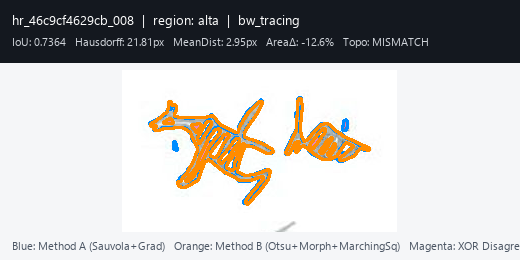 hr_46c9cf4629cb_008 | region: alta | bw_tracing
IoU: 0.7364 Hausdorff: 21.81px MeanDist: 2.95px AreaΔ: -12.6% Topo: MISMATCH
Blue: Method A (Sauvola+Grad) Orange: Method B (Otsu+Morph+MarchingSq) Magenta: XOR Disagre